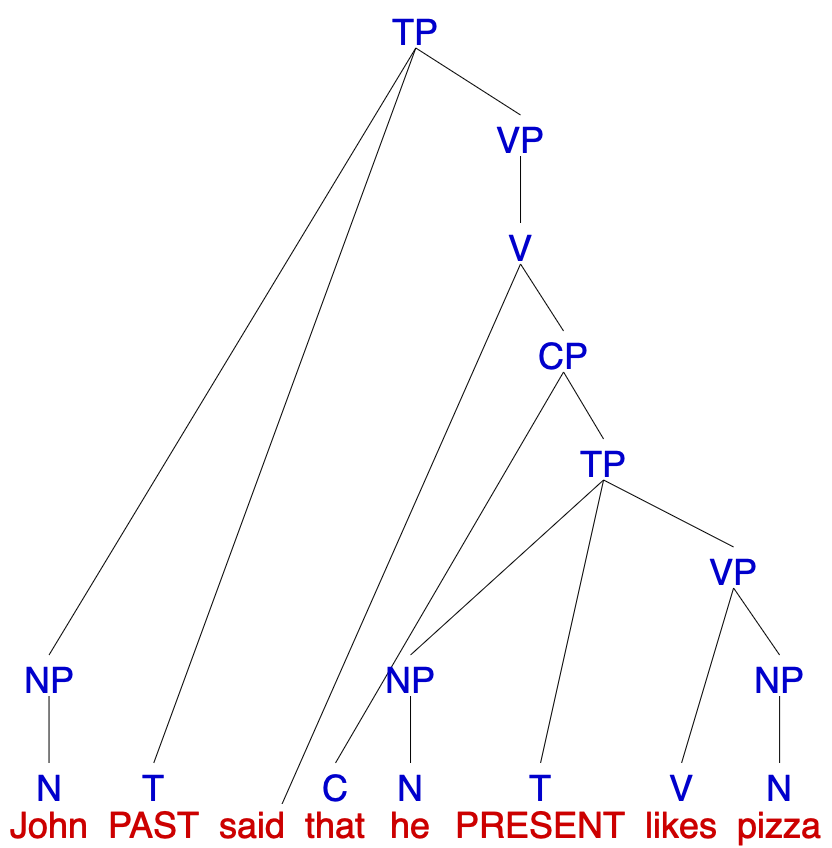 TP
VP
V
CP
TP
VP
NP NP NP
N T C N T V N
John PAST said that he PRESENT likes pizza